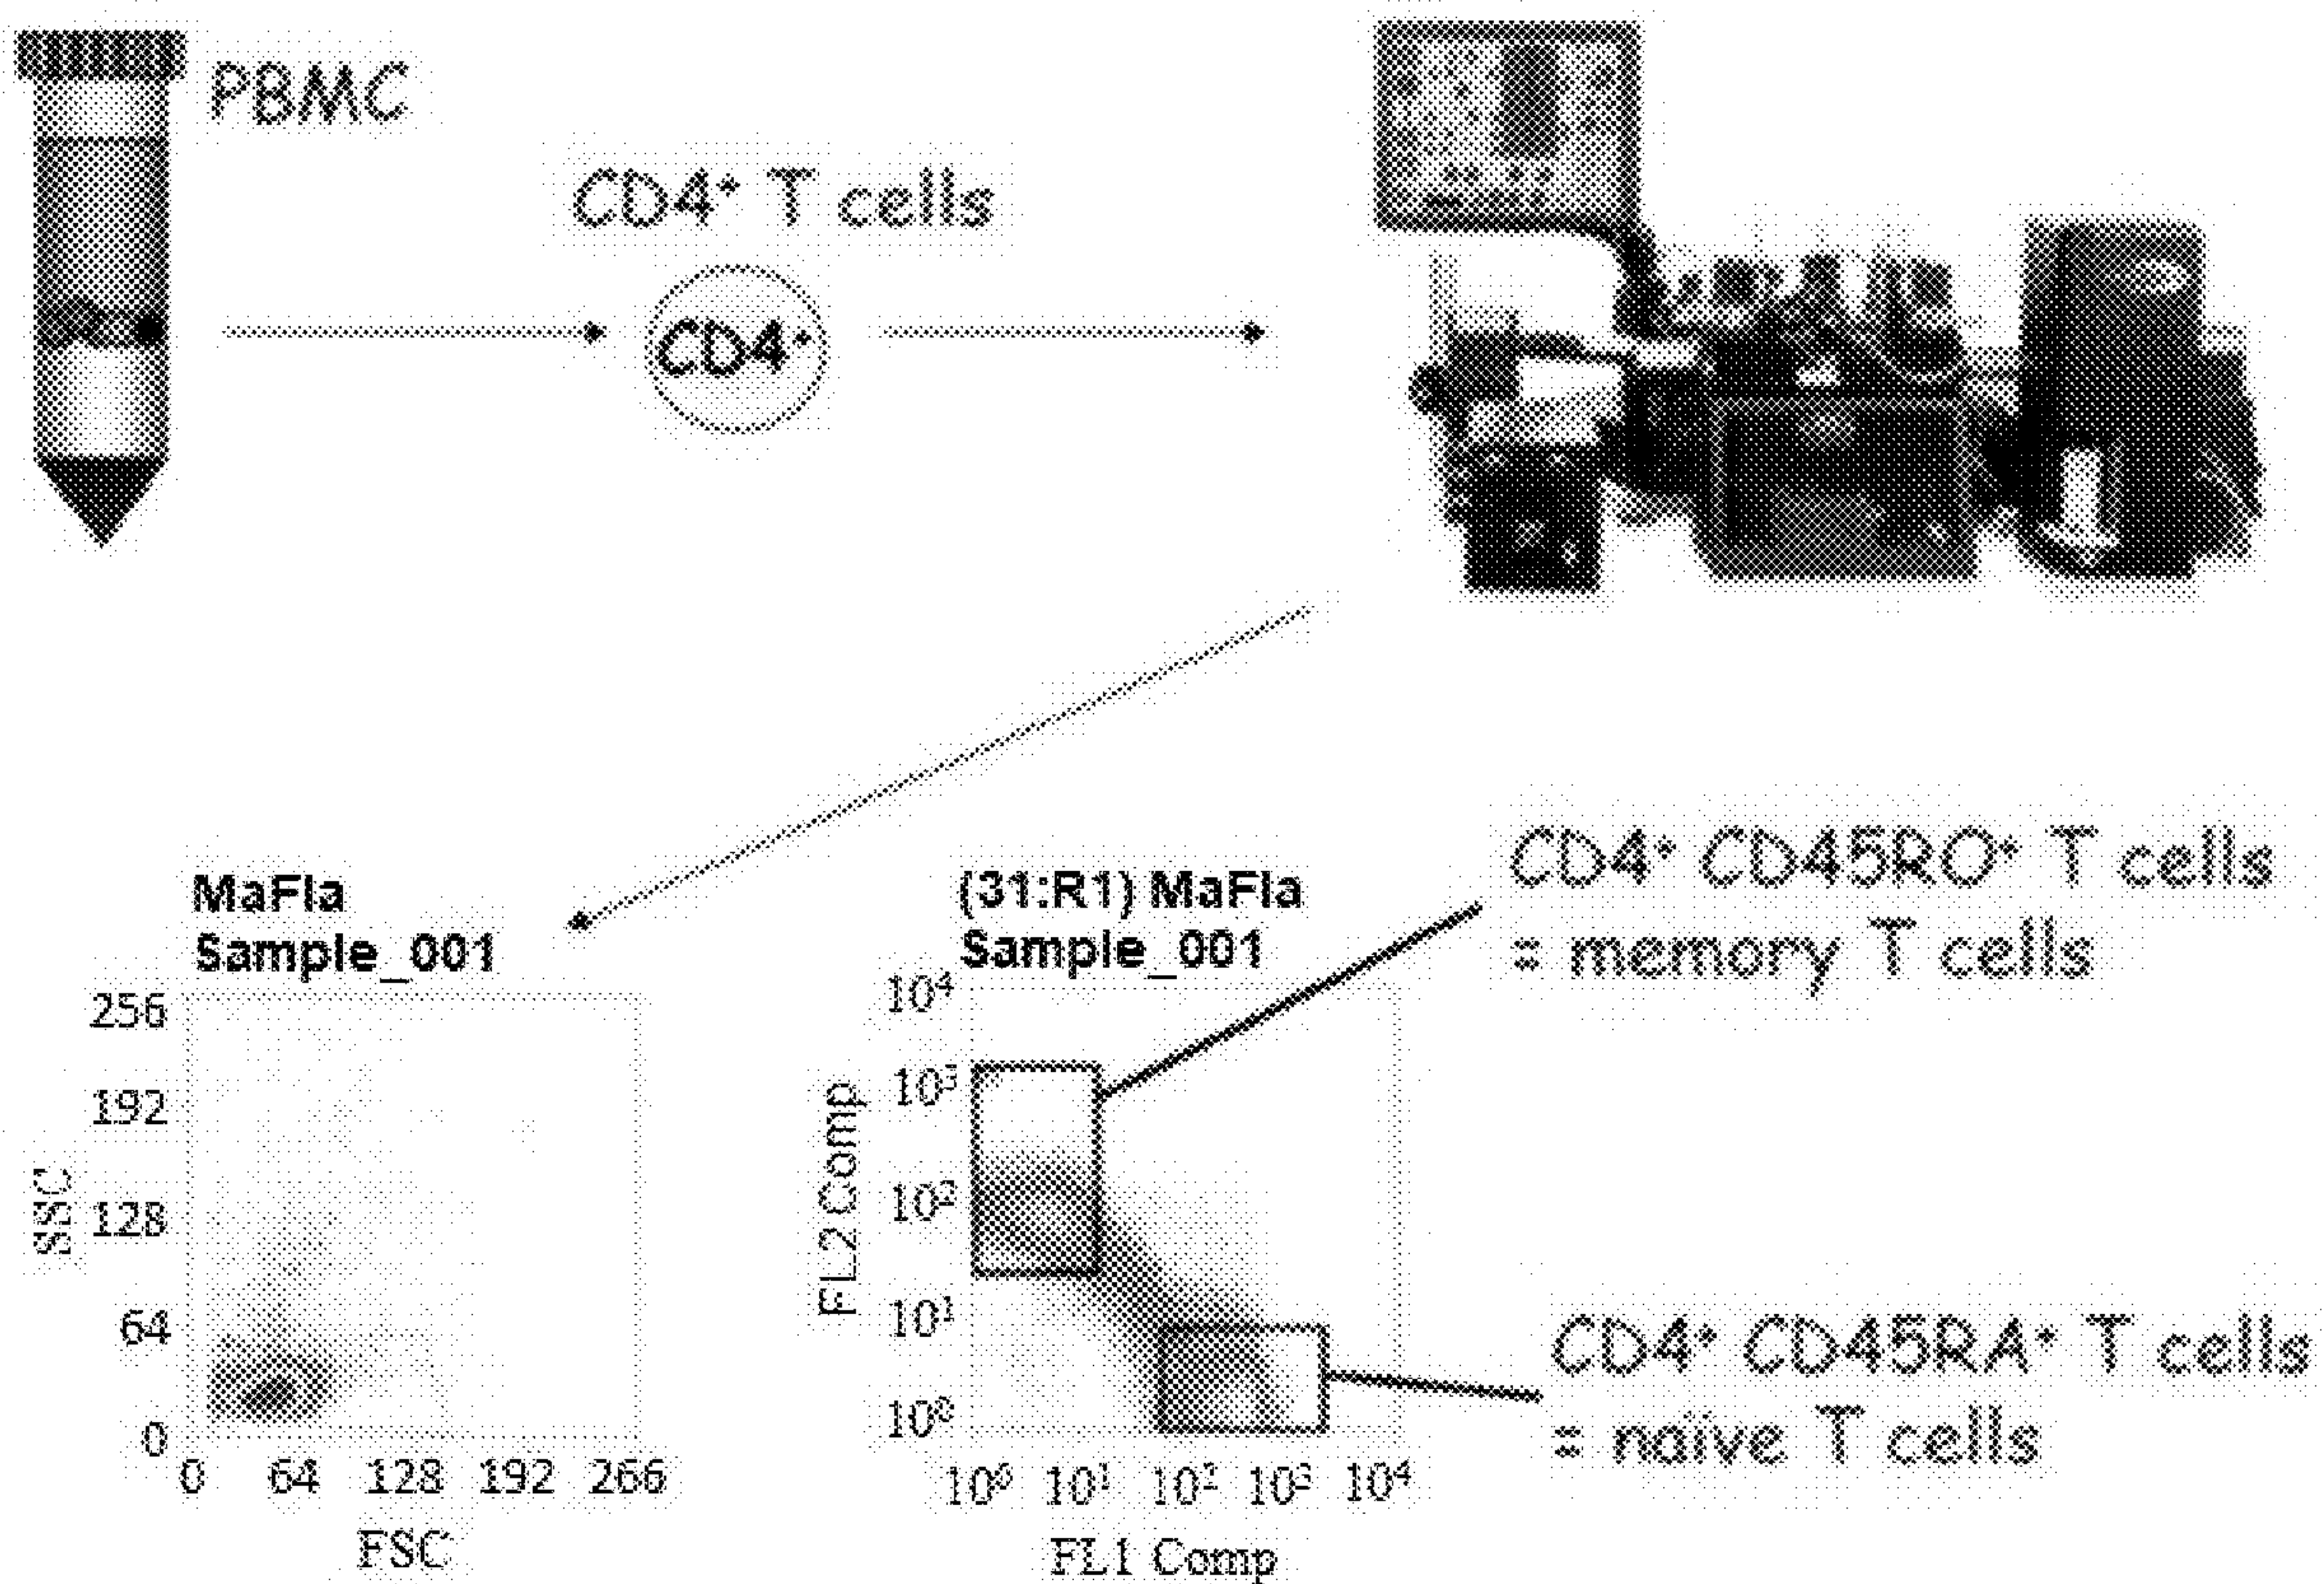 PBMC
CD4⁺ T cells
CD4⁺
MaFla
Sample_001
256
192
128
64
0
SSC
0 64 128 192 266
FSC
(31:R1) MaFla
Sample_001
10⁴
10³
10²
10¹
10⁰
FL2 Comp
10⁰ 10¹ 10² 10³ 10⁴
FL1 Comp
CD4⁺ CD45RO⁺ T cells
= memory T cells
CD4⁺ CD45RA⁺ T cells
= naive T cells